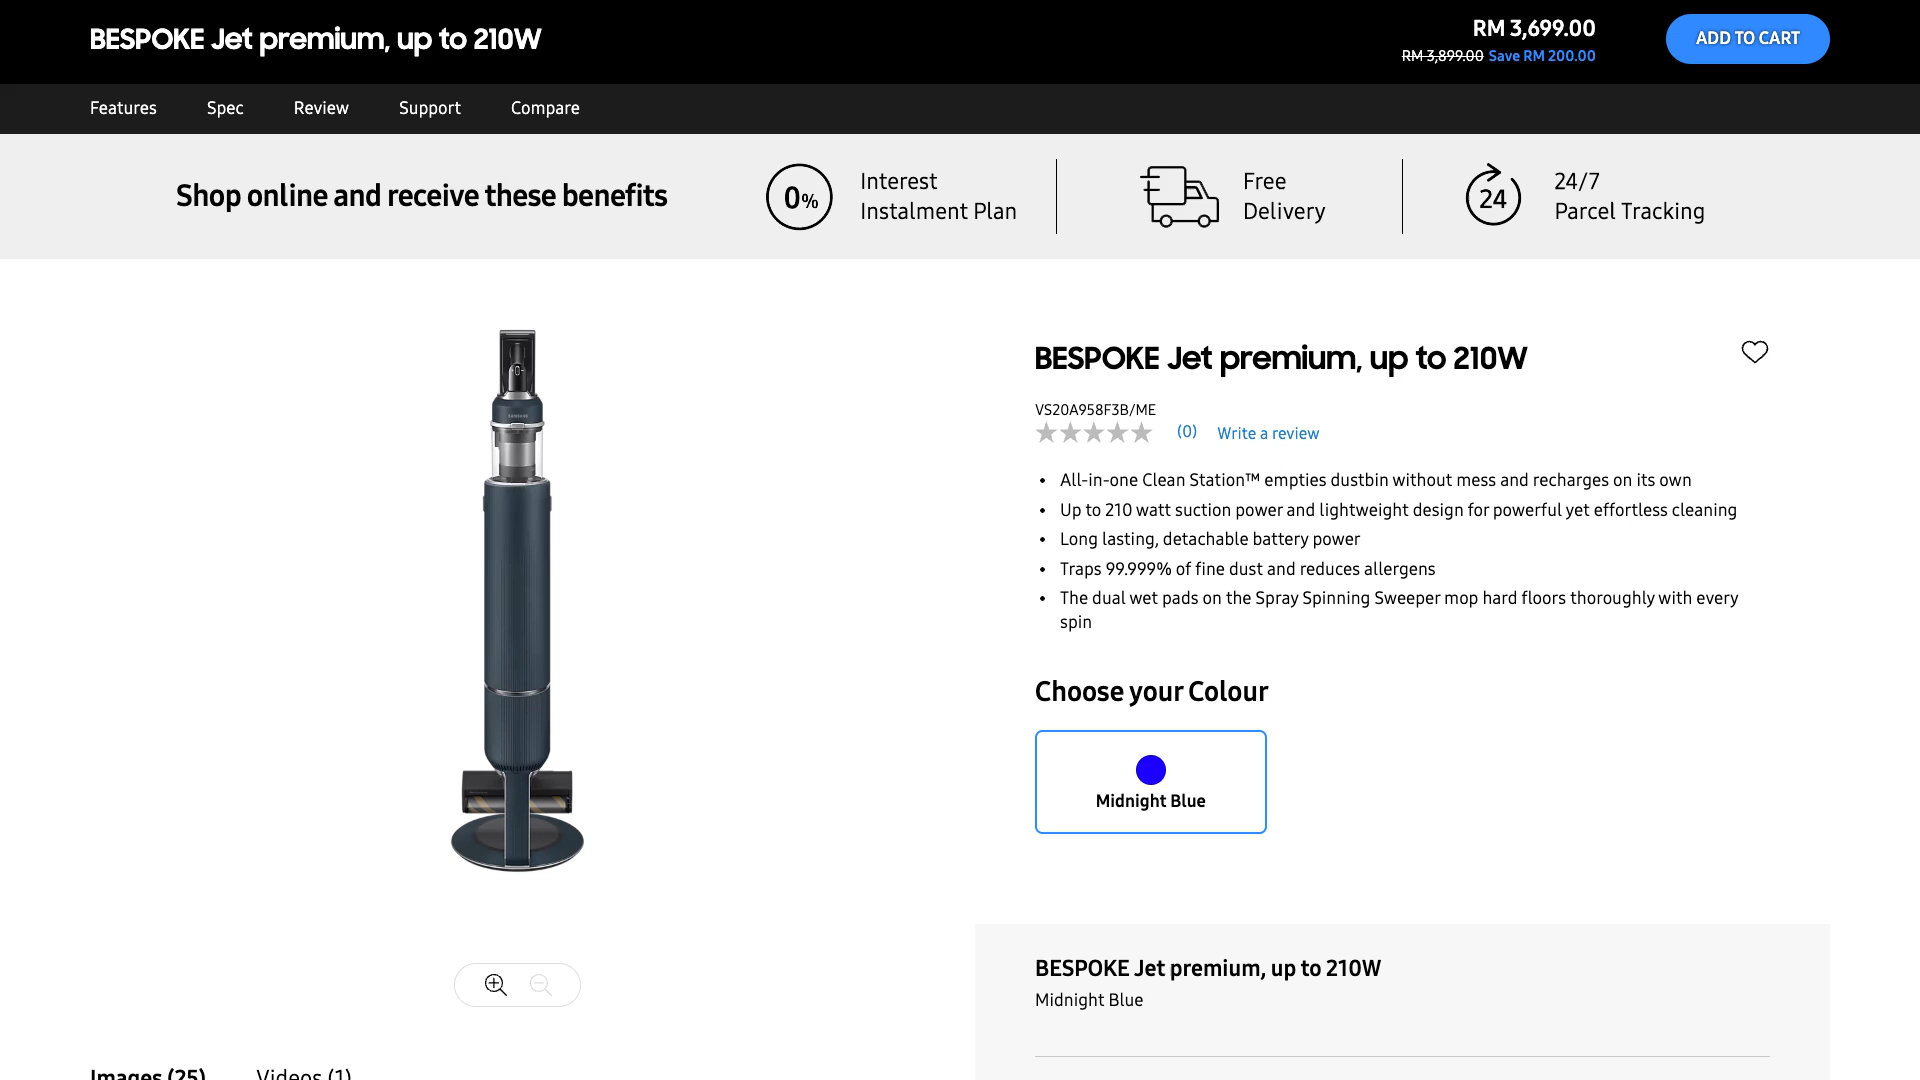 BESPOKE Jet premium, up to 210W
RM 3,699.00
RM 3,899.00 Save RM 200.00
ADD TO CART
Features
Spec
Review
Support
Compare
Shop online and receive these benefits
0%
Interest
Instalment Plan
Free
Delivery
24
24/7
Parcel Tracking
SAMSUNG
BESPOKE Jet premium, up to 210W
VS20A958F3B/ME
(0) Write a review
• All-in-one Clean Station™ empties dustbin without mess and recharges on its own
• Up to 210 watt suction power and lightweight design for powerful yet effortless cleaning
• Long lasting, detachable battery power
• Traps 99.999% of fine dust and reduces allergens
• The dual wet pads on the Spray Spinning Sweeper mop hard floors thoroughly with every
spin
Choose your Colour
Midnight Blue
BESPOKE Jet premium, up to 210W
Midnight Blue
Images (25)
Videos (1)